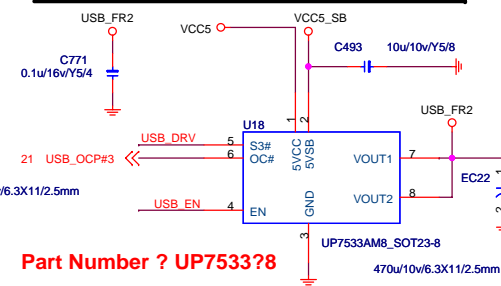 USB_FR2
VCC5
VCC5_SB
C771
0.1u/16v/Y5/4
C493
10u/10v/Y5/8
USB_FR2
U18
1
2
USB_DRV
5
S3#
5VCC
5VSB
VOUT1
7
21
USB_OCP#3
6
OC#
EC22
1
/6.3X11/2.5mm
USB_EN
4
EN
GND
VOUT2
8
2
3
UP7533AM8_SOT23-8
Part Number ? UP7533?8
470u/10v/6.3X11/2.5mm